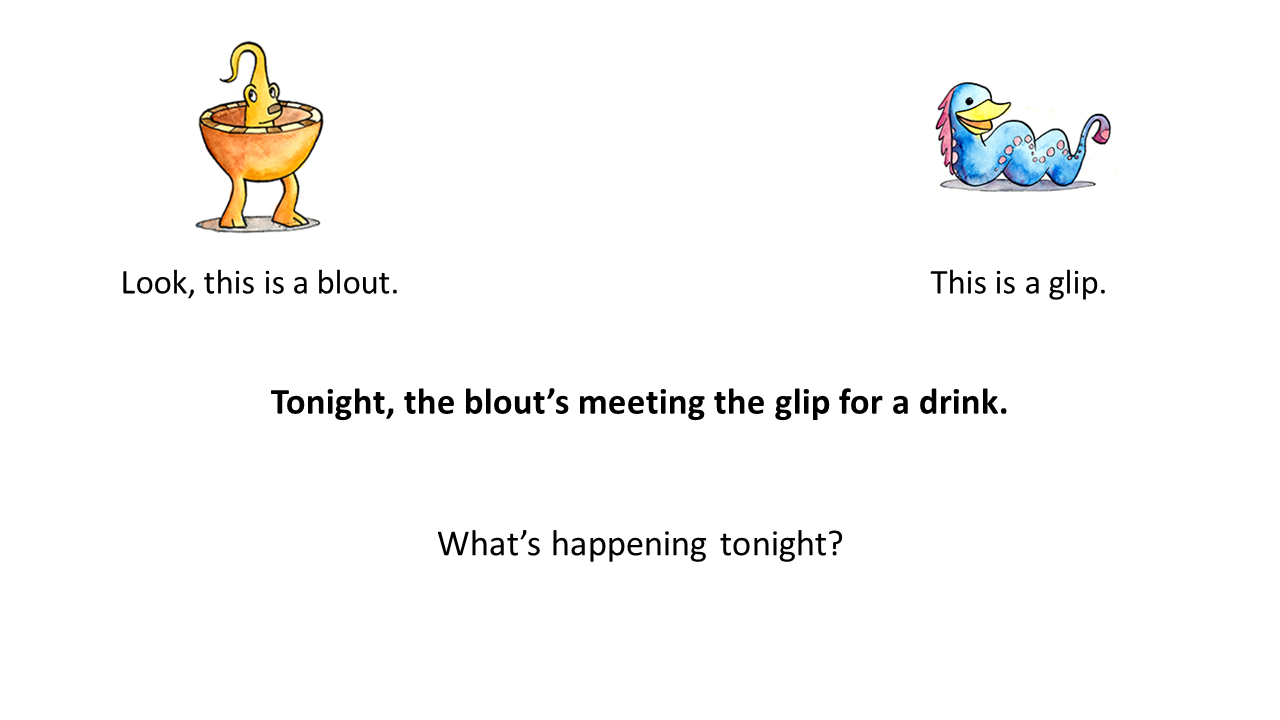 Look, this is a blout.
This is a glip.
Tonight, the blout’s meeting the glip for a drink.
What’s happening tonight?